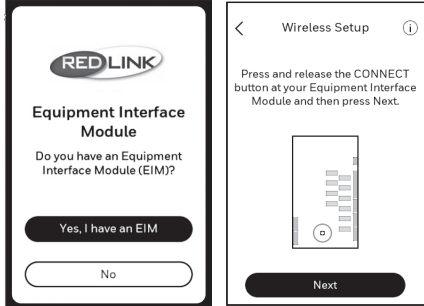 REDLINK
Equipment Interface
Module
Do you have an Equipment
Interface Module (EIM)?
Yes, I have an EIM
No
Wireless Setup
i
Press and release the CONNECT
button at your Equipment Interface
Module and then press Next.
Next